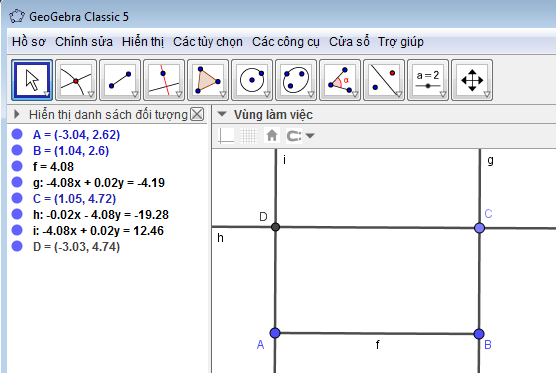 GeoGebra Classic 5
Hồ sơ Chỉnh sửa Hiển thị Các tùy chọn Các công cụ Cửa sổ Trợ giúp
α
a=2
Hiển thị danh sách đối tượng
A = (-3.04, 2.62)
B = (1.04, 2.6)
f = 4.08
g: -4.08x + 0.02y = -4.19
C = (1.05, 4.72)
h: -0.02x - 4.08y = -19.28
i: -4.08x + 0.02y = 12.46
D = (-3.03, 4.74)
Vùng làm việc
i
g
D
C
h
A
f
B